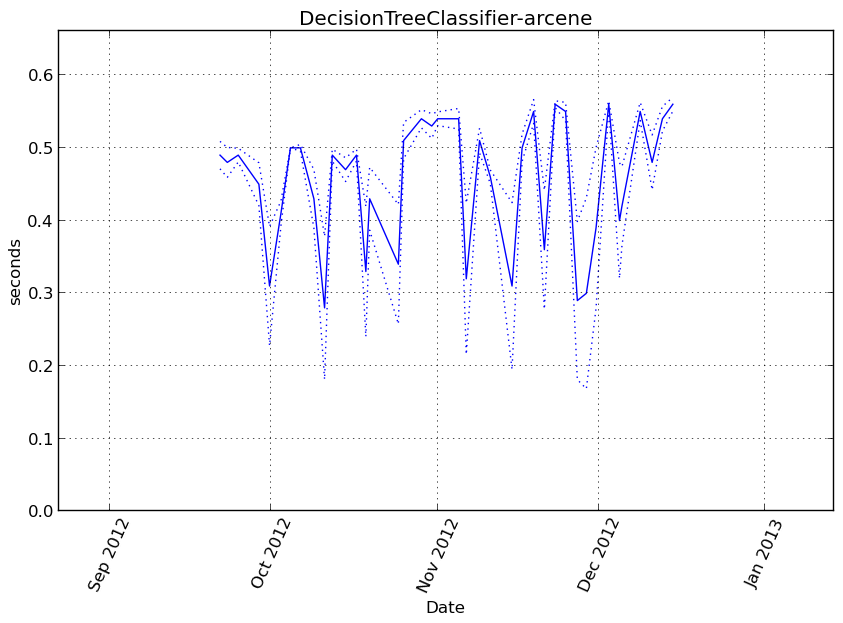 DecisionTreeClassifier-arcene
0.6
0.5
0.4
0.3
0.2
0.1
0.0
seconds
Sep 2012
Oct 2012
Nov 2012
Dec 2012
Jan 2013
Date